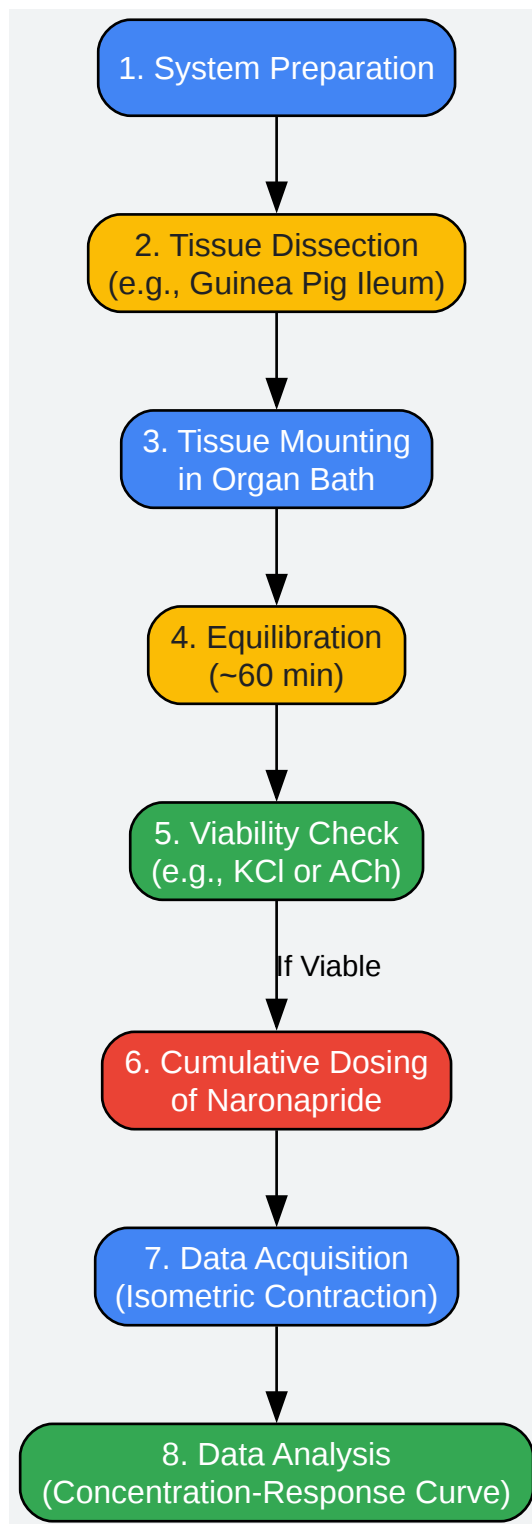 1. System Preparation
2. Tissue Dissection
(e.g., Guinea Pig Ileum)
3. Tissue Mounting
in Organ Bath
4. Equilibration
(~60 min)
5. Viability Check
(e.g., KCl or ACh)
If Viable
6. Cumulative Dosing
of Naronapride
7. Data Acquisition
(Isometric Contraction)
8. Data Analysis
(Concentration-Response Curve)